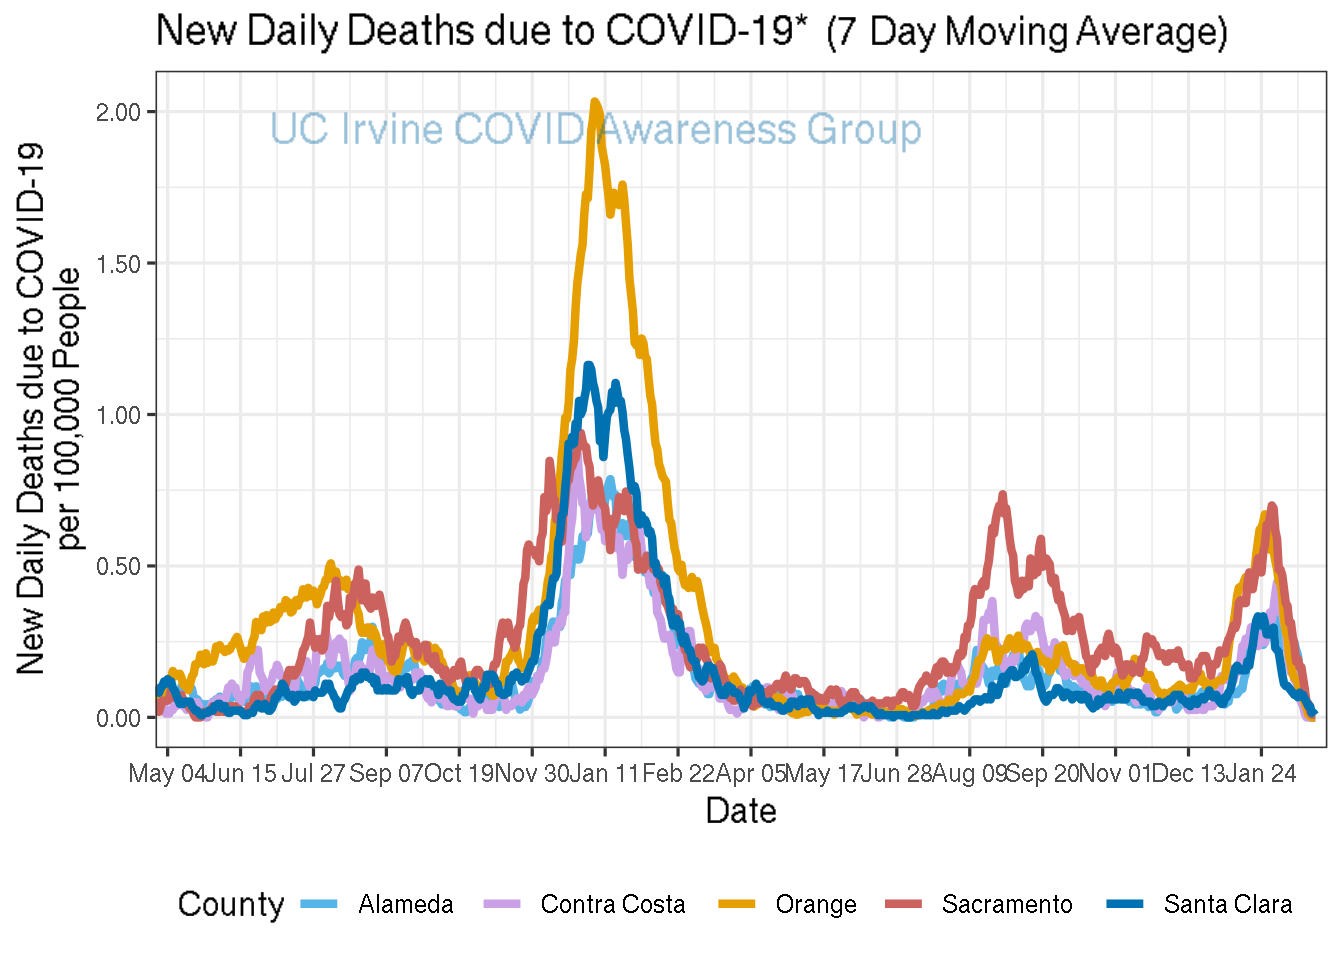 New Daily Deaths due to COVID-19* (7 Day Moving Average)
UC Irvine COVID Awareness Group
New Daily Deaths due to COVID-19
per 100,000 People
2.00
1.50
1.00
0.50
0.00
May 04 Jun 15 Jul 27 Sep 07 Oct 19 Nov 30 Jan 11 Feb 22 Apr 05 May 17 Jun 28 Aug 09 Sep 20 Nov 01 Dec 13 Jan 24
Date
County Alameda Contra Costa Orange Sacramento Santa Clara